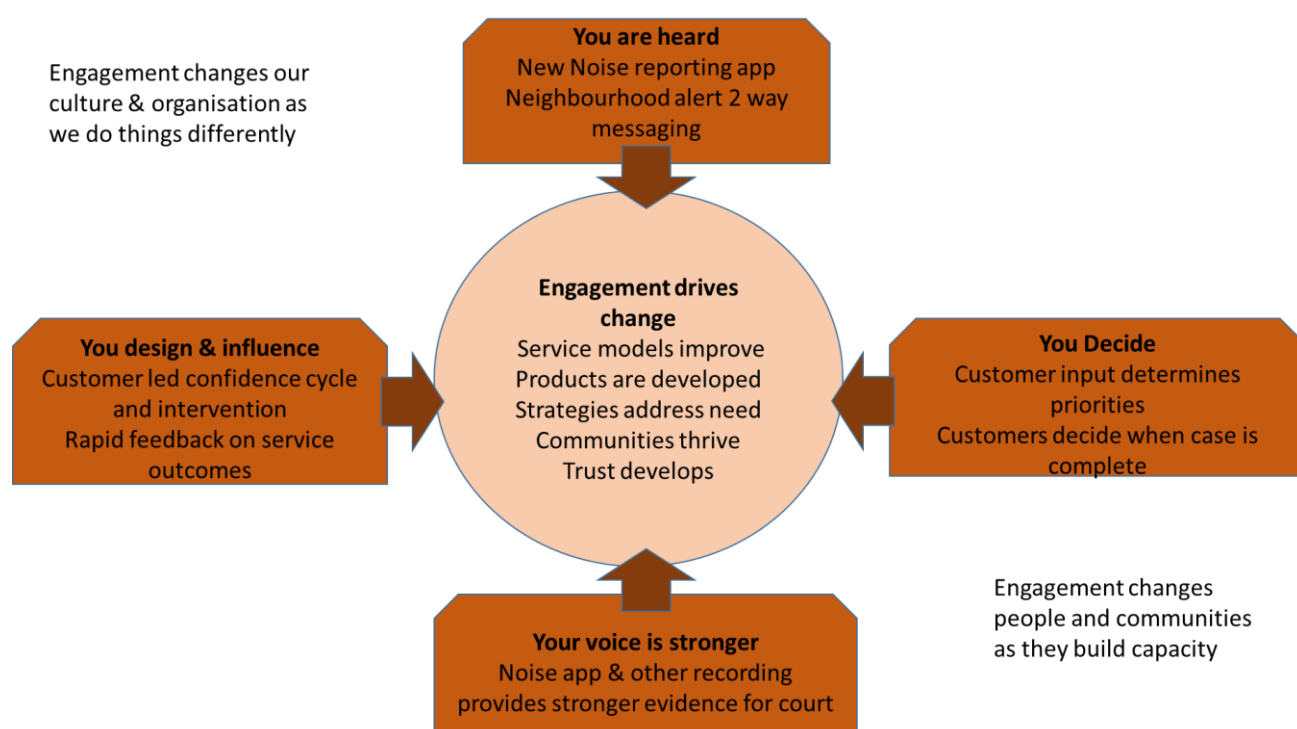 You are heard
New Noise reporting app
Neighbourhood alert 2 way
messaging
Engagement changes our
culture & organisation as
we do things differently
Engagement drives
change
Service models improve
Products are developed
Strategies address need
Communities thrive
Trust develops
You design & influence
Customer led confidence cycle
and intervention
Rapid feedback on service
outcomes
You Decide
Customer input determines
priorities
Customers decide when case is
complete
Your voice is stronger
Noise app & other recording
provides stronger evidence for court
Engagement changes
people and communities
as they build capacity